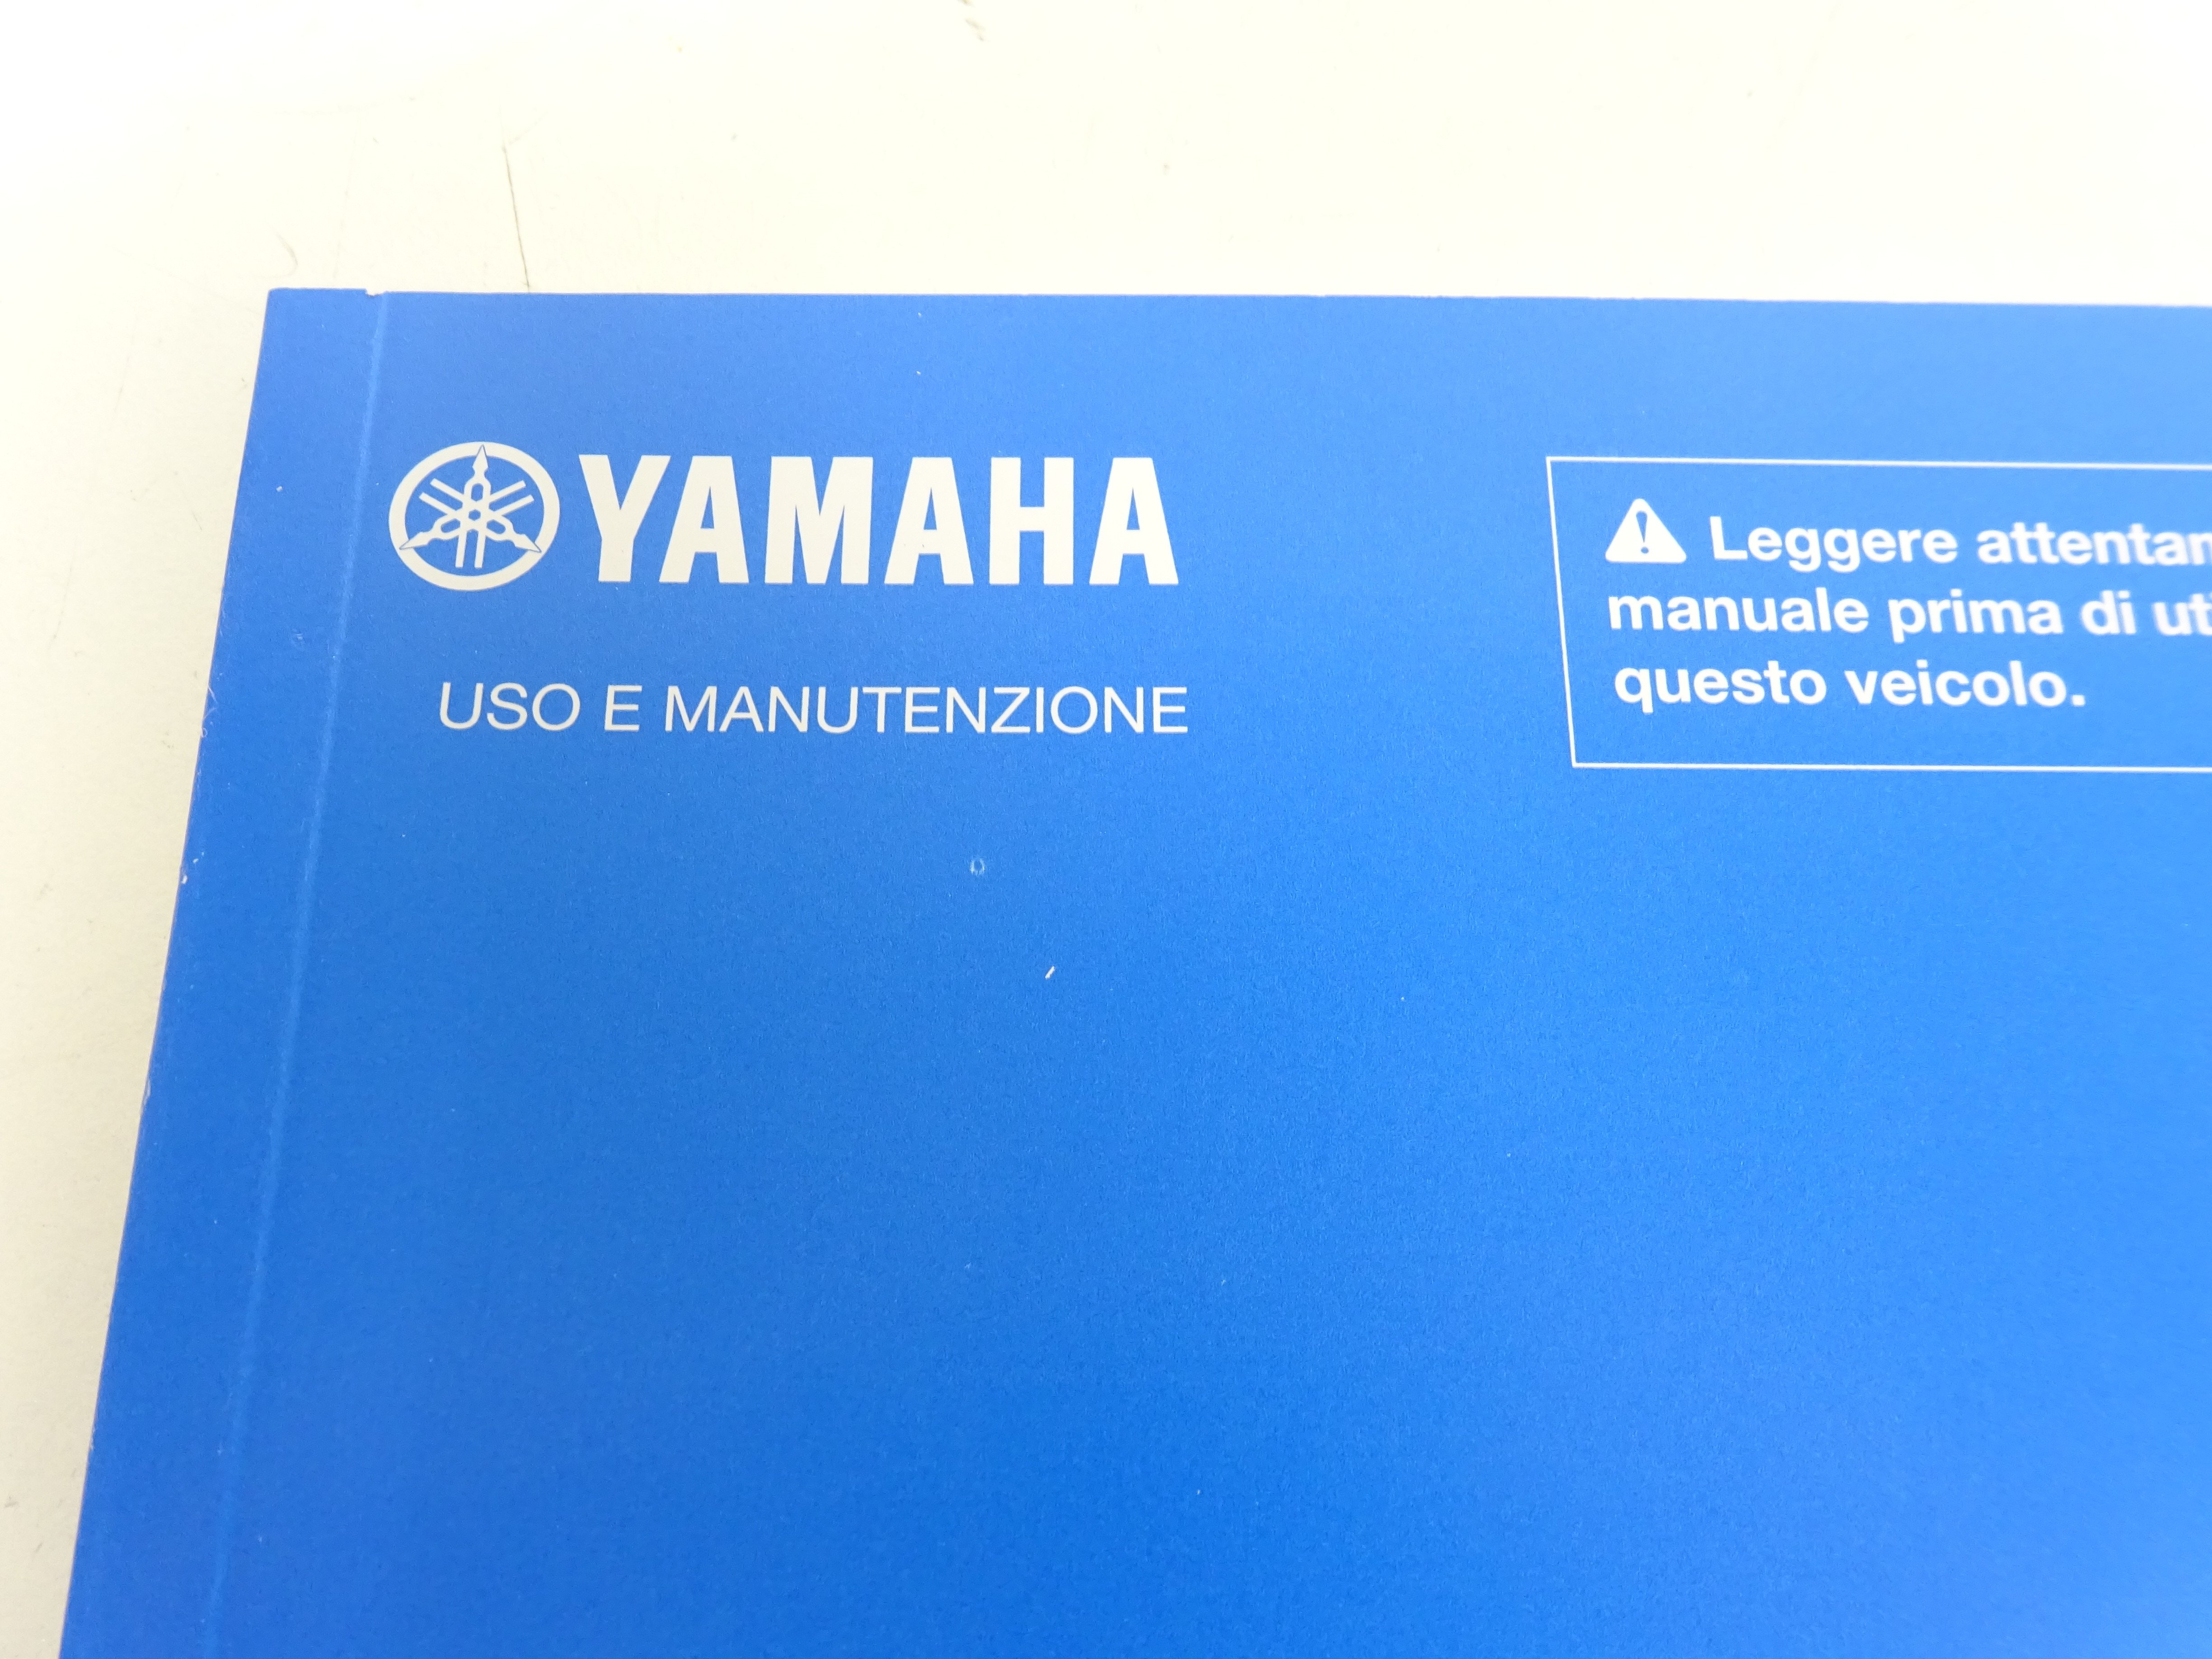 YAMAHA
USO E MANUTENZIONE
Leggere
manuale prima di
questo veicolo.